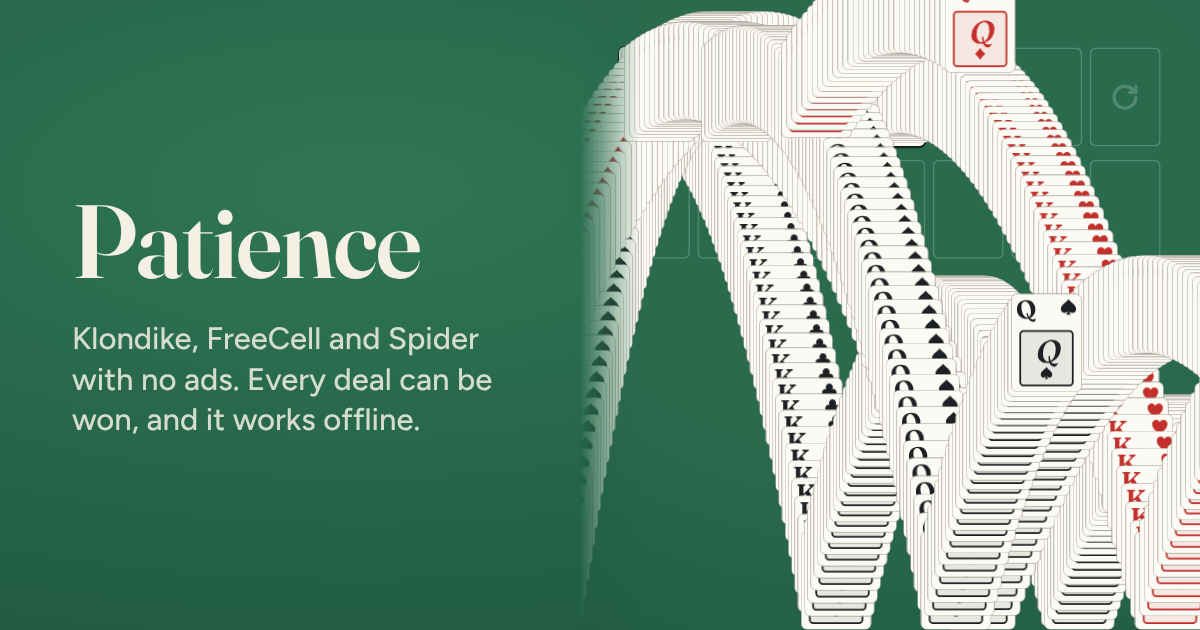 Patience
Klondike, FreeCell and Spider
with no ads. Every deal can be
won, and it works offline.
Q
Q
Q